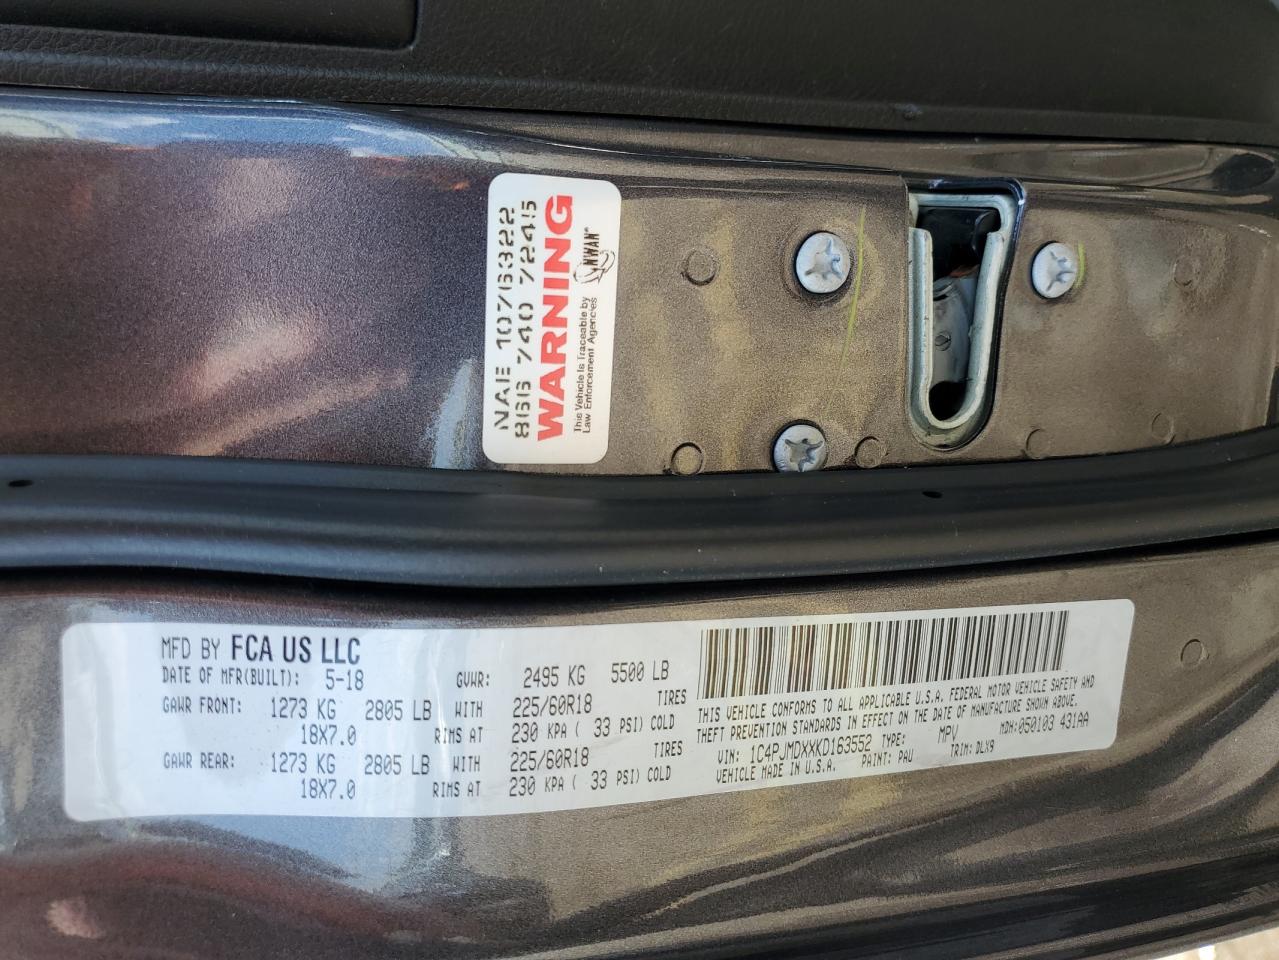 NAE 1076322
866 740 7245
WARNING
This Vehicle Is Traceable by
Law Enforcement Agencies
NWAN®
MFD BY FCA US LLC
DATE OF MFR(BUILT): 5-18 GVWR: 2495 KG 5500 LB
GAWR FRONT: 1273 KG 2805 LB WITH 225/60R18 TIRES
18X7.0 RIMS AT 230 KPA ( 33 PSI) COLD
GAWR REAR: 1273 KG 2805 LB WITH 225/60R18 TIRES
18X7.0 RIMS AT 230 KPA ( 33 PSI) COLD
THIS VEHICLE CONFORMS TO ALL APPLICABLE U.S.A. FEDERAL MOTOR VEHICLE SAFETY AND
THEFT PREVENTION STANDARDS IN EFFECT ON THE DATE OF MANUFACTURE SHOWN ABOVE.
VIN: 1C4PJMDXXKD163552 TYPE: MPV MDH:050103 431AA
VEHICLE MADE IN U.S.A. PAINT: PAU TRIM: DLX9